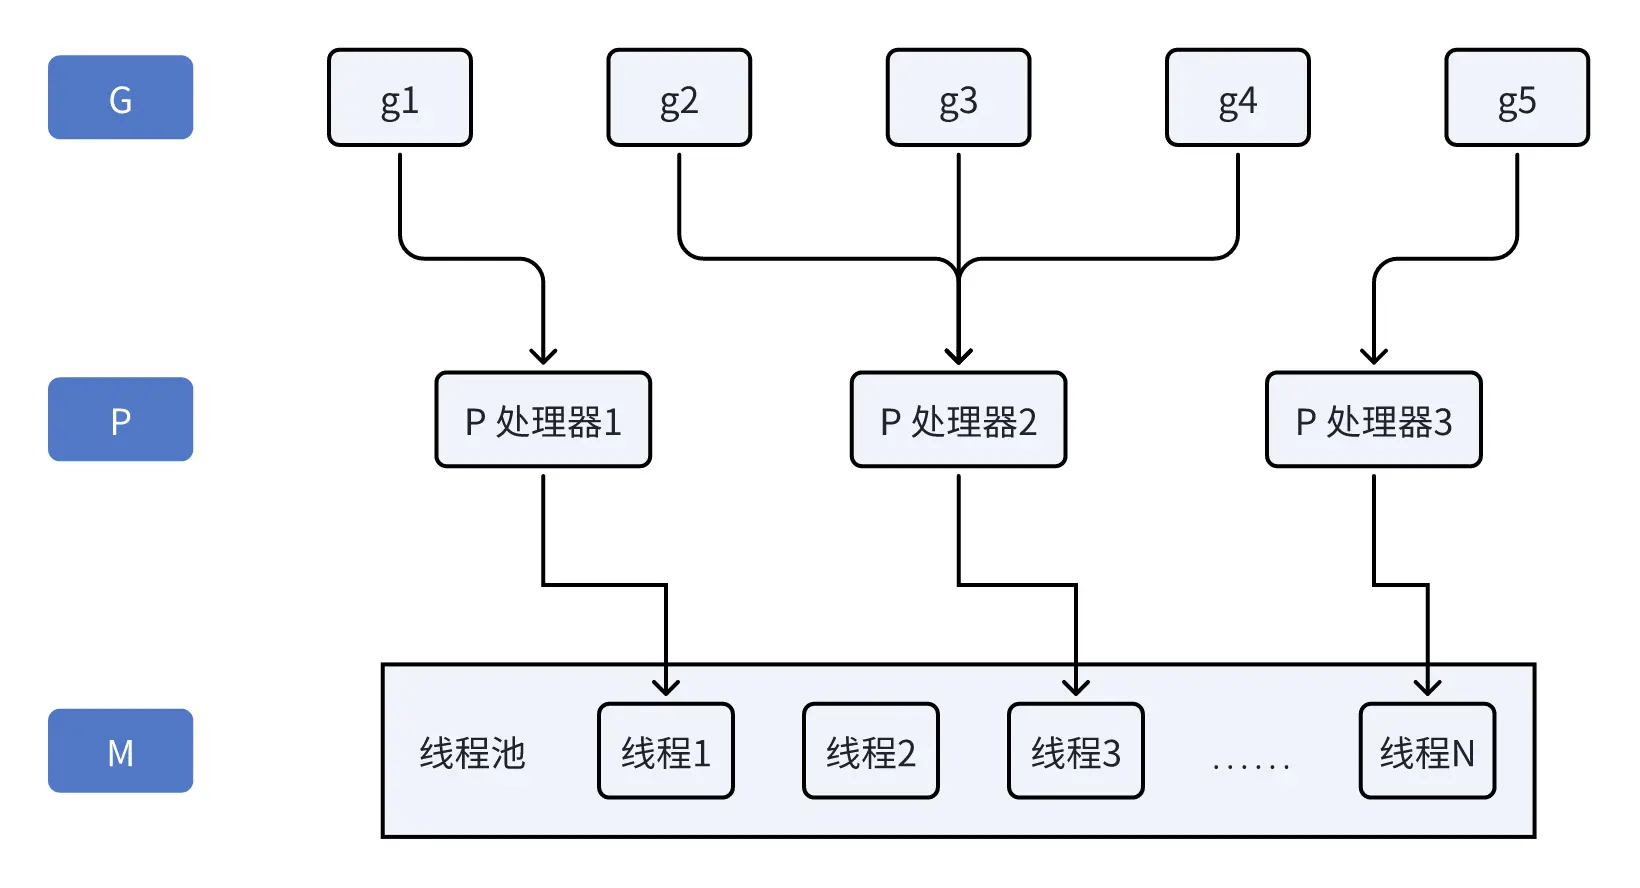 G
g1
g2
g3
g4
g5
P
P 处理器1
P 处理器2
P 处理器3
M
线程池
线程1
线程2
线程3
......
线程N